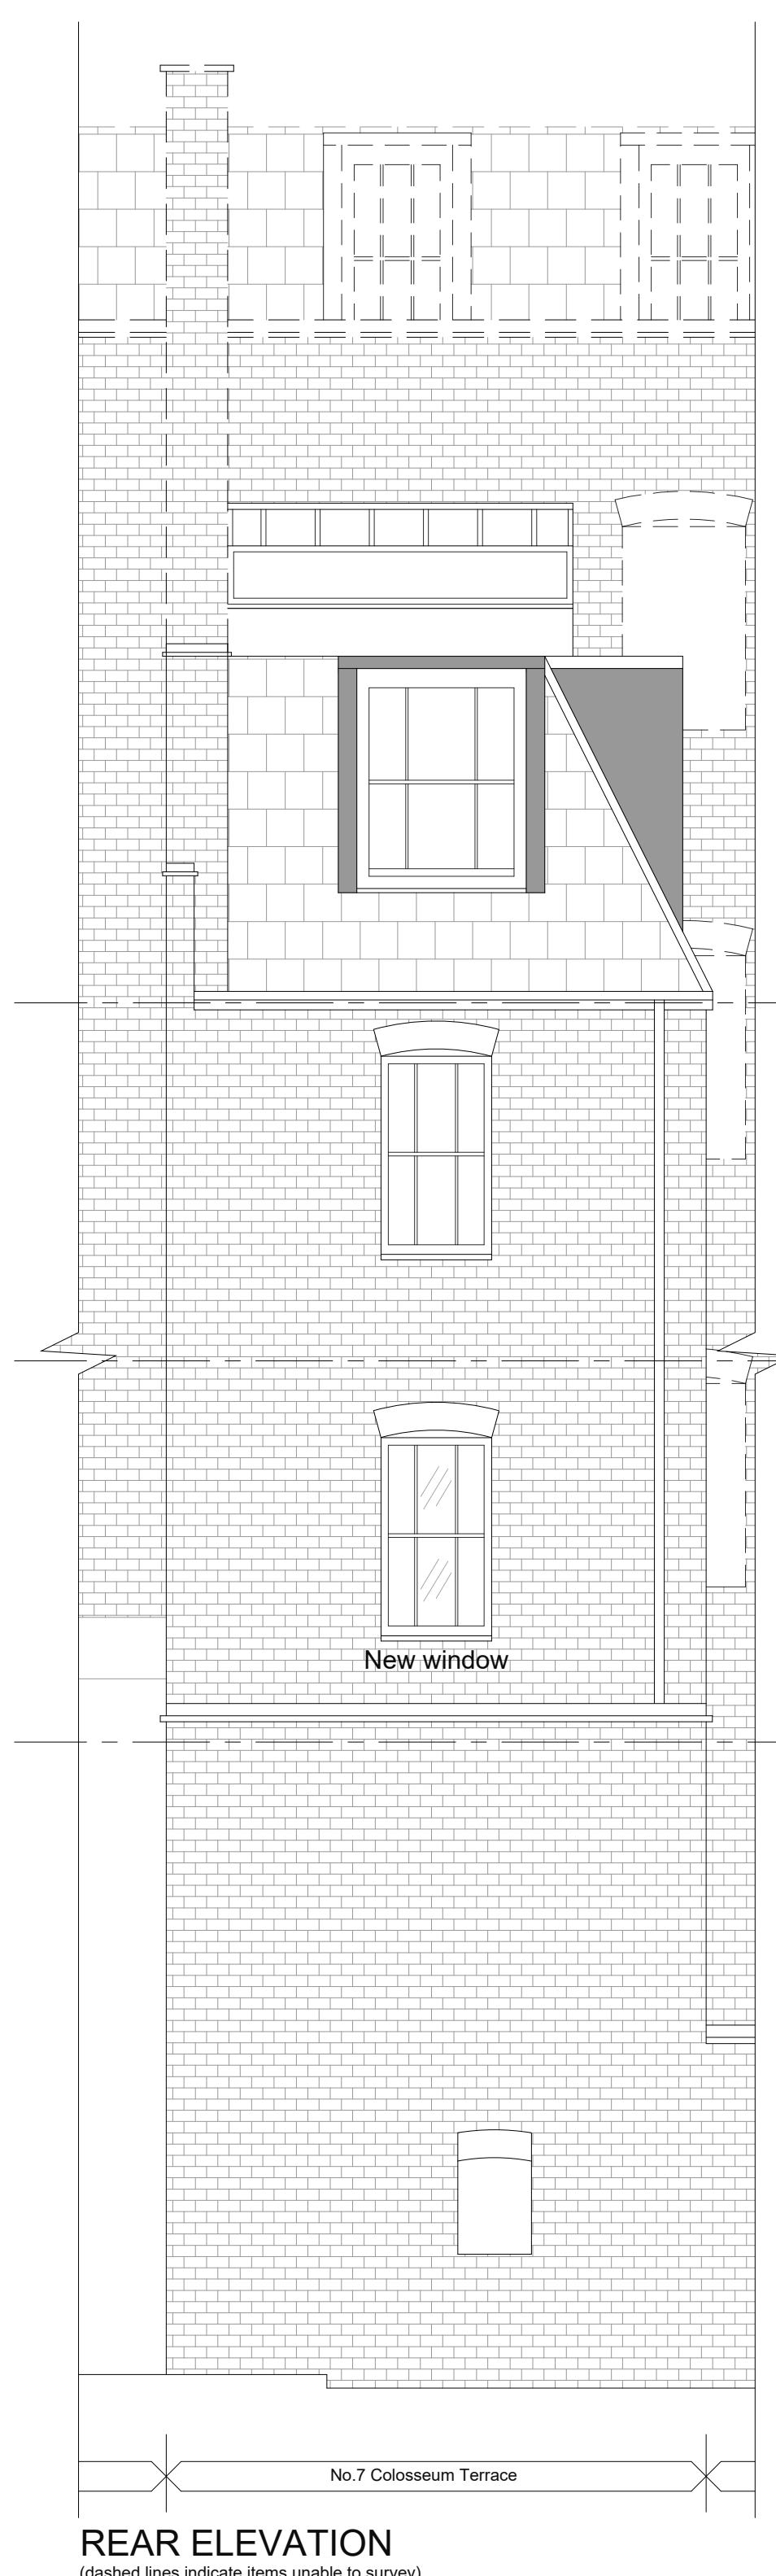 New window
No.7 Colosseum Terrace
REAR ELEVATION
(dashed lines indicate items unable to survey)